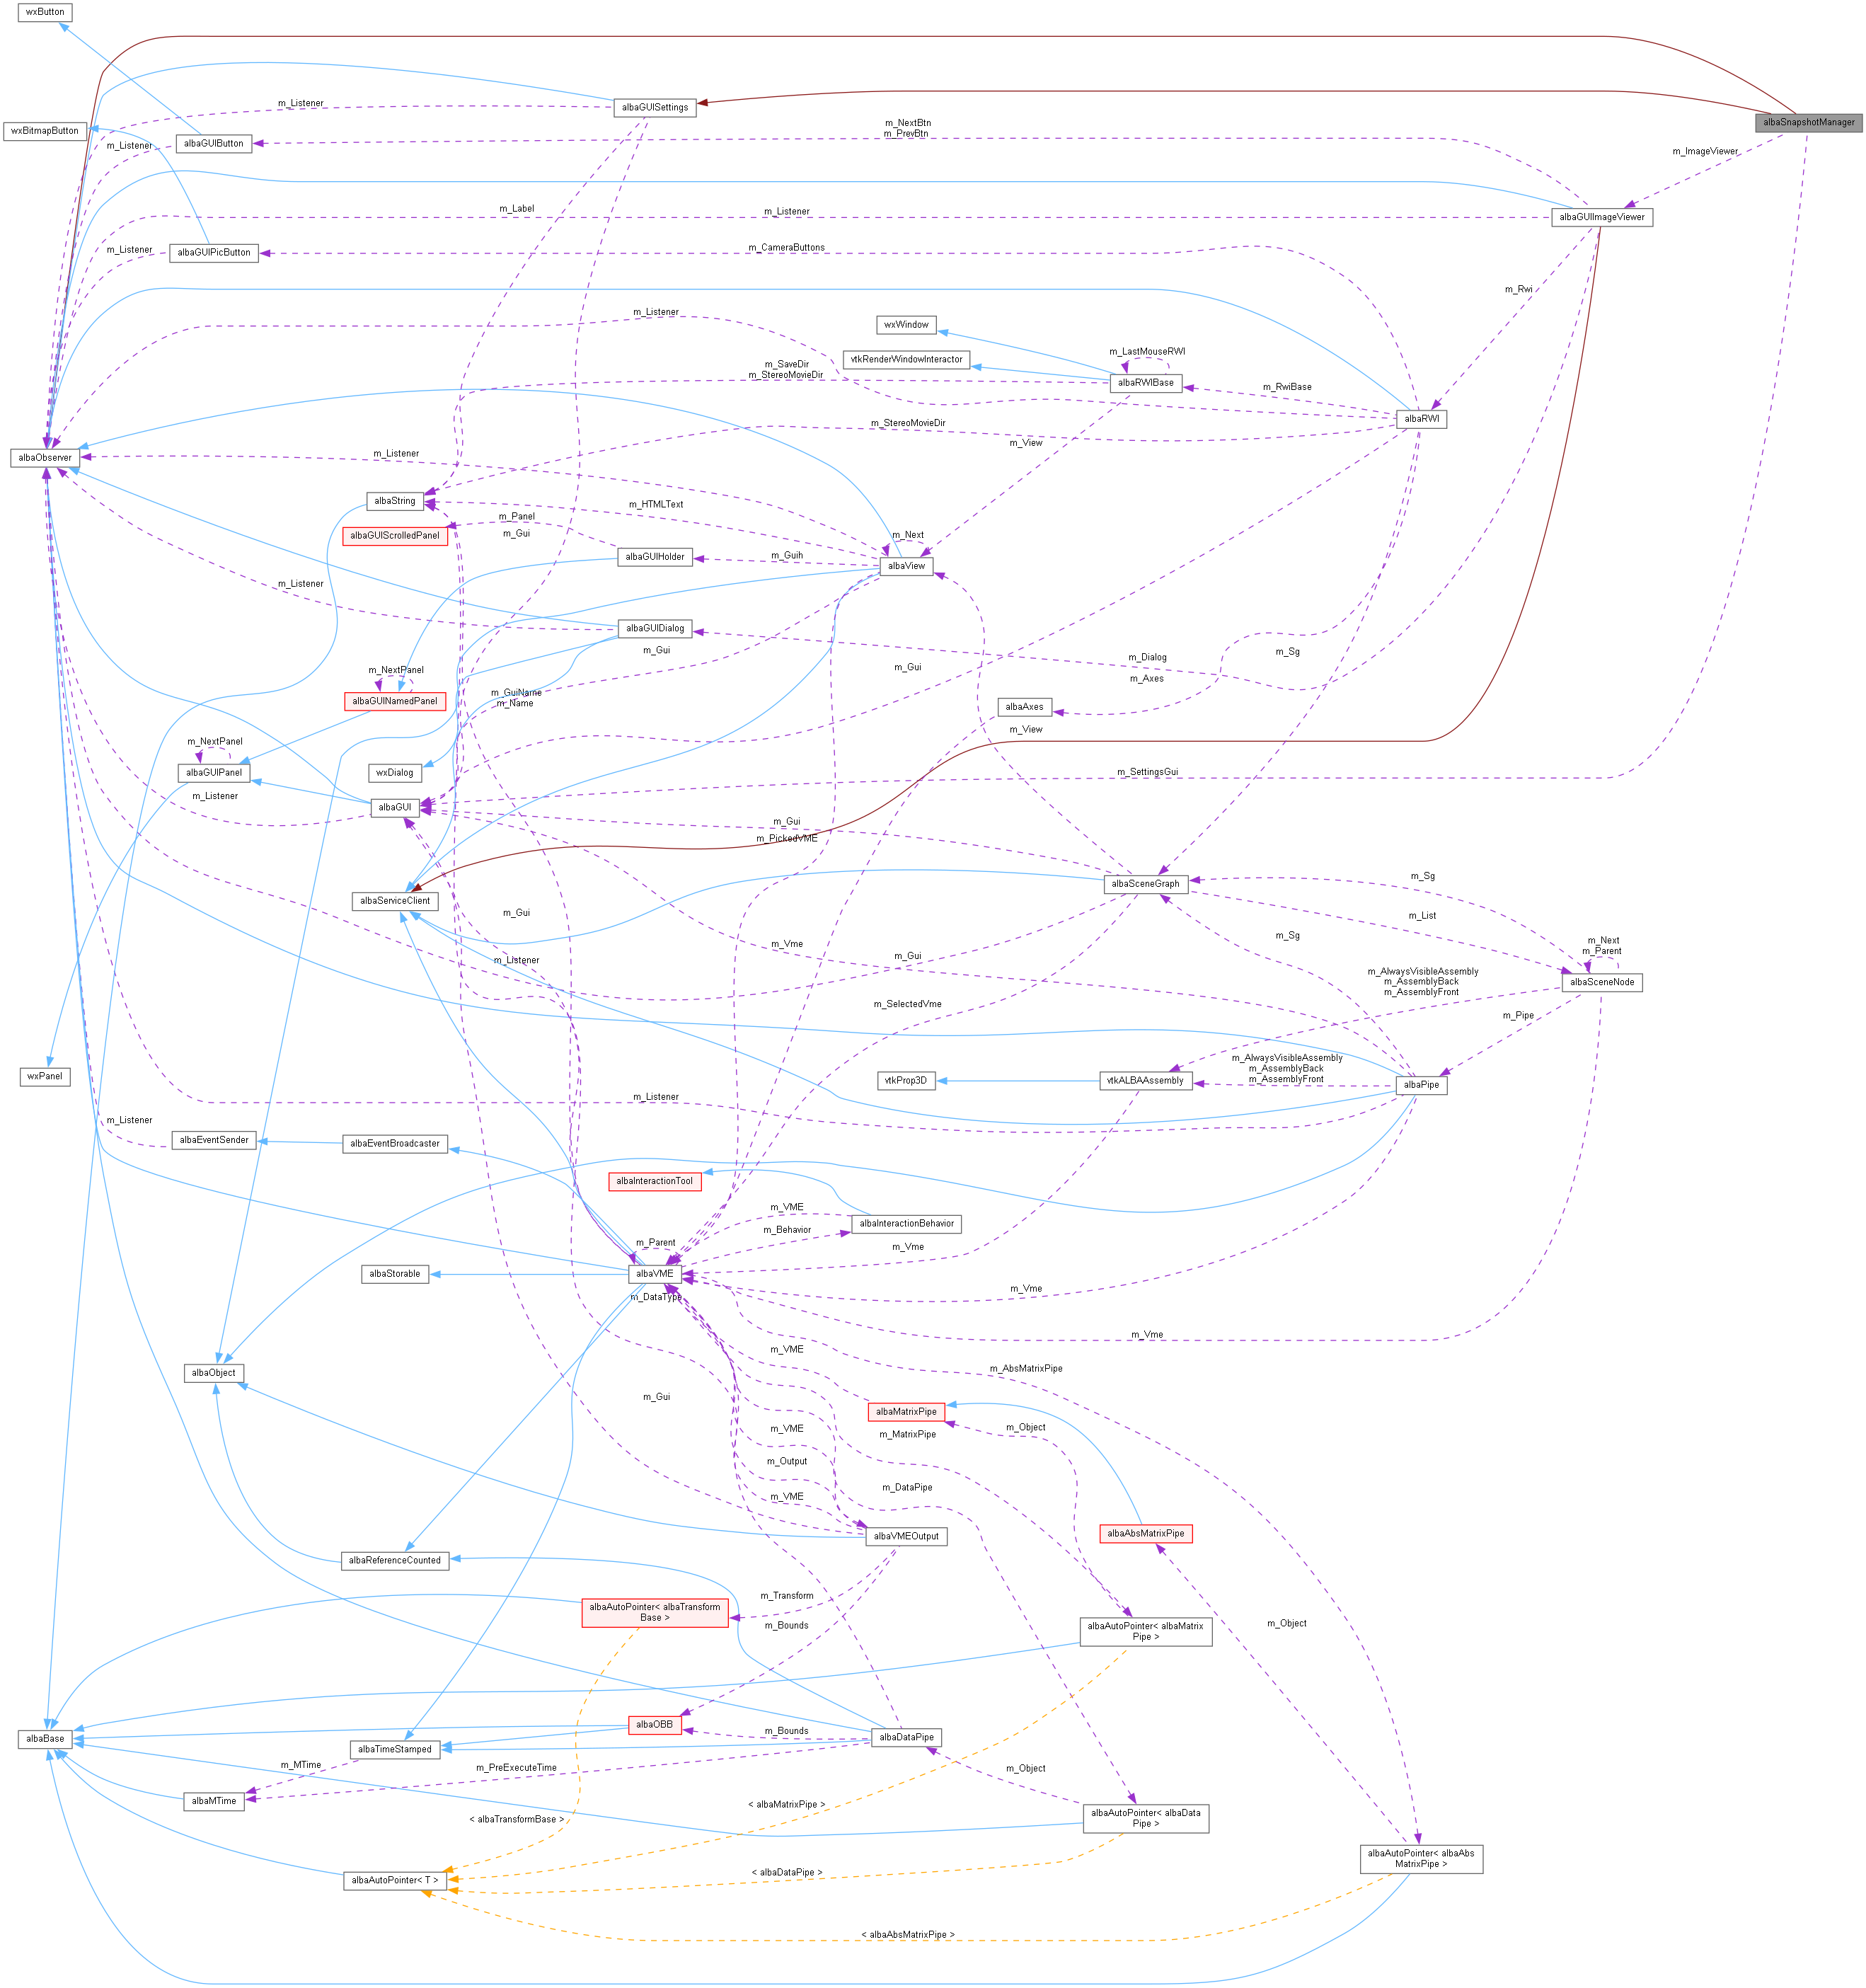 wxButton
m_Listener
albaGUISettings
albaSnapshotManager
m_NextBtn
m_PrevBtn
wxBitmapButton
albaGUIButton
m_Listener
m_ImageViewer
m_Label
m_Listener
albaGUIImageViewer
m_Listener
albaGUIPicButton
m_CameraButtons
m_Rwi
m_Listener
wxWindow
vtkRenderWindowInteractor
m_LastMouseRWI
m_SaveDir
m_StereoMovieDir
albaRWIBase
m_RwiBase
albaRWI
m_StereoMovieDir
m_View
albaObserver
m_Listener
albaString
m_HTMLText
m_Panel
albaGUIScrolledPanel
m_Gui
m_Next
albaGUIHolder
m_Guih
albaView
m_Listener
albaGUIDialog
m_Gui
m_Dialog
m_Sg
m_Gui
m_Axes
m_NextPanel
albaGUINamedPanel
m_GuiName
m_Name
albaAxes
m_View
m_NextPanel
albaGUIPanel
wxDialog
m_SettingsGui
m_Listener
albaGUI
m_Gui
m_PickedVME
m_Sg
albaSceneGraph
albaServiceClient
m_List
m_Gui
m_Sg
m_Vme
m_Next
m_Parent
m_Listener
m_Gui
m_AlwaysVisibleAssembly
m_AssemblyBack
m_AssemblyFront
albaSceneNode
m_SelectedVme
m_Pipe
m_AlwaysVisibleAssembly
m_AssemblyBack
m_AssemblyFront
wxPanel
vtkProp3D
vtkALBAAssembly
albaPipe
m_Listener
m_Listener
albaEventSender
albaEventBroadcaster
albaInteractionTool
m_VME
albaInteractionBehavior
m_Behavior
m_Parent
m_Vme
albaStorable
albaVME
m_Vme
m_DataType
m_Vme
m_VME
albaObject
m_AbsMatrixPipe
m_Gui
albaMatrixPipe
m_VME
m_MatrixPipe
m_Object
m_Output
m_DataPipe
m_VME
albaVMEOutput
albaAbsMatrixPipe
albaReferenceCounted
m_Transform
albaAutoPointer< albaTransform
Base >
m_Bounds
albaAutoPointer< albaMatrix
Pipe >
m_Object
albaOBB
albaBase
m_Bounds
albaDataPipe
albaTimeStamped
m_MTime
m_PreExecuteTime
m_Object
albaMTime
< albaMatrixPipe >
< albaTransformBase >
albaAutoPointer< albaData
Pipe >
albaAutoPointer< albaAbs
MatrixPipe >
< albaDataPipe >
albaAutoPointer< T >
< albaAbsMatrixPipe >